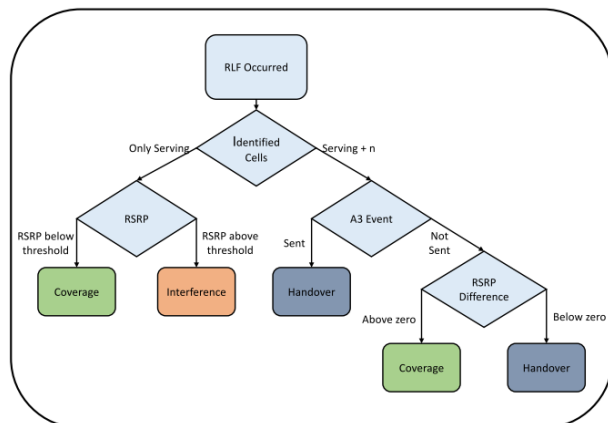 RLF Occurred
Identified
Cells
Only Serving
Serving + n
RSRP
A3 Event
RSRP below
threshold
RSRP above
threshold
Sent
Not
Sent
Coverage
Interference
Handover
RSRP
Difference
Above zero
Below zero
Coverage
Handover